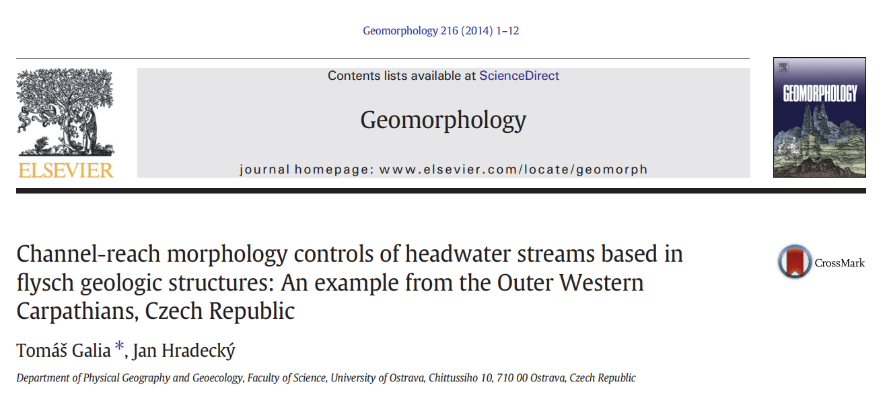 Geomorphology 216 (2014) 1–12
Contents lists available at ScienceDirect
Geomorphology
journal homepage: www.elsevier.com/locate/geomorph
ELSEVIER
GEOMORPHOLOGY
Channel-reach morphology controls of headwater streams based in
flysch geologic structures: An example from the Outer Western
Carpathians, Czech Republic
CrossMark
Tomáš Galia *, Jan Hradecký
Department of Physical Geography and Geoecology, Faculty of Science, University of Ostrava, Chittussiho 10, 710 00 Ostrava, Czech Republic